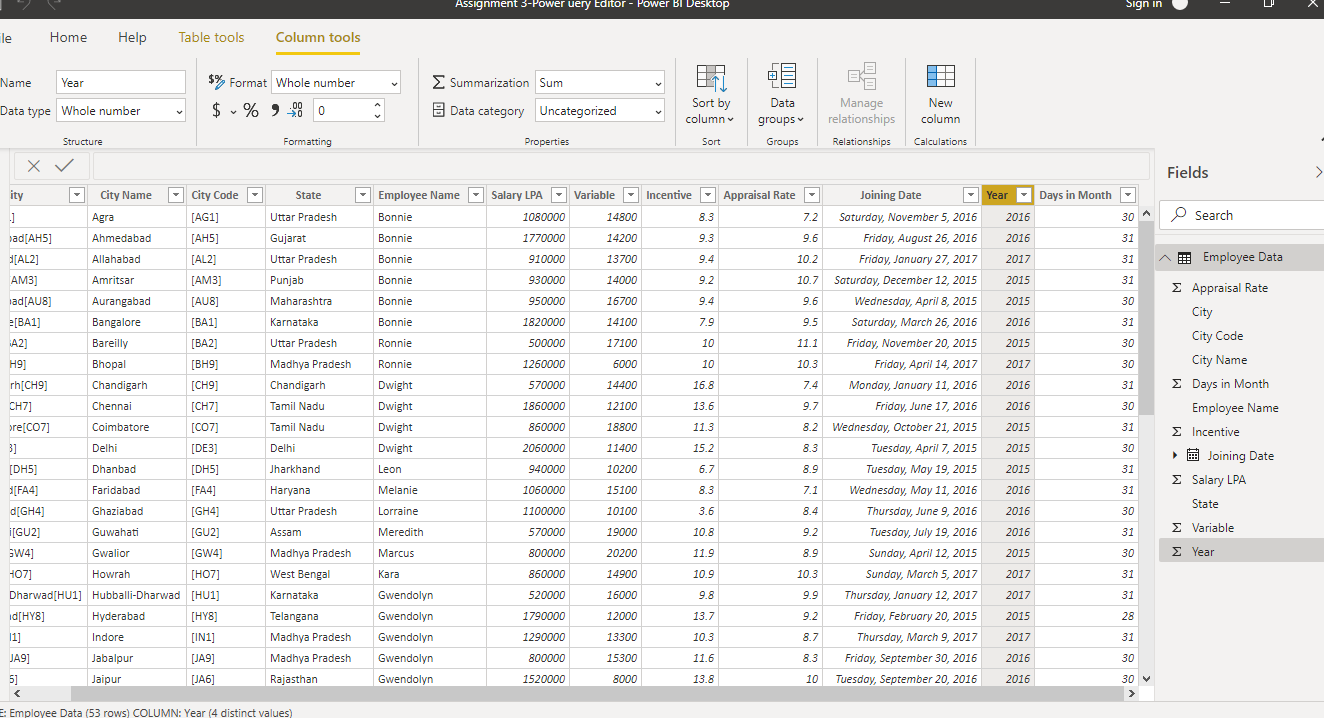 Assignment 3-Power uery Editor - Power BI Desktop Sign in
ile Home Help Table tools Column tools
Name Year
Data type Whole number
Structure
Format Whole number
$ % 0
Formatting
Summarization Sum
Data category Uncategorized
Properties
Sort by
column
Sort
Data
groups
Groups
Manage
relationships
Relationships
New
column
Calculations
ity City Name City Code State Employee Name Salary LPA Variable Incentive Appraisal Rate Joining Date Year Days in Month
] Agra [AG1] Uttar Pradesh Bonnie 1080000 14800 8.3 7.2 Saturday, November 5, 2016 2016 30
ad[AH5] Ahmedabad [AH5] Gujarat Bonnie 1770000 14200 9.3 9.6 Friday, August 26, 2016 2016 31
d[AL2] Allahabad [AL2] Uttar Pradesh Bonnie 910000 13700 9.4 10.2 Friday, January 27, 2017 2017 31
[AM3] Amritsar [AM3] Punjab Bonnie 930000 14000 9.2 10.7 Saturday, December 12, 2015 2015 31
ad[AU8] Aurangabad [AU8] Maharashtra Bonnie 950000 16700 9.4 9.6 Wednesday, April 8, 2015 2015 30
e[BA1] Bangalore [BA1] Karnataka Bonnie 1820000 14100 7.9 9.5 Saturday, March 26, 2016 2016 31
BA2] Bareilly [BA2] Uttar Pradesh Ronnie 500000 17100 10 11.1 Friday, November 20, 2015 2015 30
H9] Bhopal [BH9] Madhya Pradesh Ronnie 1260000 6000 10 10.3 Friday, April 14, 2017 2017 30
rh[CH9] Chandigarh [CH9] Chandigarh Dwight 570000 14400 16.8 7.4 Monday, January 11, 2016 2016 31
CH7] Chennai [CH7] Tamil Nadu Dwight 1860000 12100 13.6 9.7 Friday, June 17, 2016 2016 30
ore[CO7] Coimbatore [CO7] Tamil Nadu Dwight 860000 18800 11.3 8.2 Wednesday, October 21, 2015 2015 31
3] Delhi [DE3] Delhi Dwight 2060000 11400 15.2 8.3 Tuesday, April 7, 2015 2015 30
[DH5] Dhanbad [DH5] Jharkhand Leon 940000 10200 6.7 8.9 Tuesday, May 19, 2015 2015 31
d[FA4] Faridabad [FA4] Haryana Melanie 1060000 15100 8.3 7.1 Wednesday, May 11, 2016 2016 31
d[GH4] Ghaziabad [GH4] Uttar Pradesh Lorraine 1100000 10100 3.6 8.4 Thursday, June 9, 2016 2016 30
i[GU2] Guwahati [GU2] Assam Meredith 570000 19000 10.8 9.2 Tuesday, July 19, 2016 2016 31
GW4] Gwalior [GW4] Madhya Pradesh Marcus 800000 20200 11.9 8.9 Sunday, April 12, 2015 2015 30
HO7] Howrah [HO7] West Bengal Kara 860000 14900 10.9 10.3 Sunday, March 5, 2017 2017 31
Dharwad[HU1] Hubballi-Dharwad [HU1] Karnataka Gwendolyn 520000 16000 9.8 9.9 Thursday, January 12, 2017 2017 31
d[HY8] Hyderabad [HY8] Telangana Gwendolyn 1790000 12000 13.7 9.2 Friday, February 20, 2015 2015 28
N1] Indore [IN1] Madhya Pradesh Gwendolyn 1290000 13300 10.3 8.7 Thursday, March 9, 2017 2017 31
JA9] Jabalpur [JA9] Madhya Pradesh Gwendolyn 800000 15300 11.6 8.3 Friday, September 30, 2016 2016 30
6] Jaipur [JA6] Rajasthan Gwendolyn 1520000 8000 13.8 10 Tuesday, September 20, 2016 2016 30
Fields
Search
Employee Data
Appraisal Rate
City
City Code
City Name
Days in Month
Employee Name
Incentive
Joining Date
Salary LPA
State
Variable
Year
E: Employee Data (53 rows) COLUMN: Year (4 distinct values)